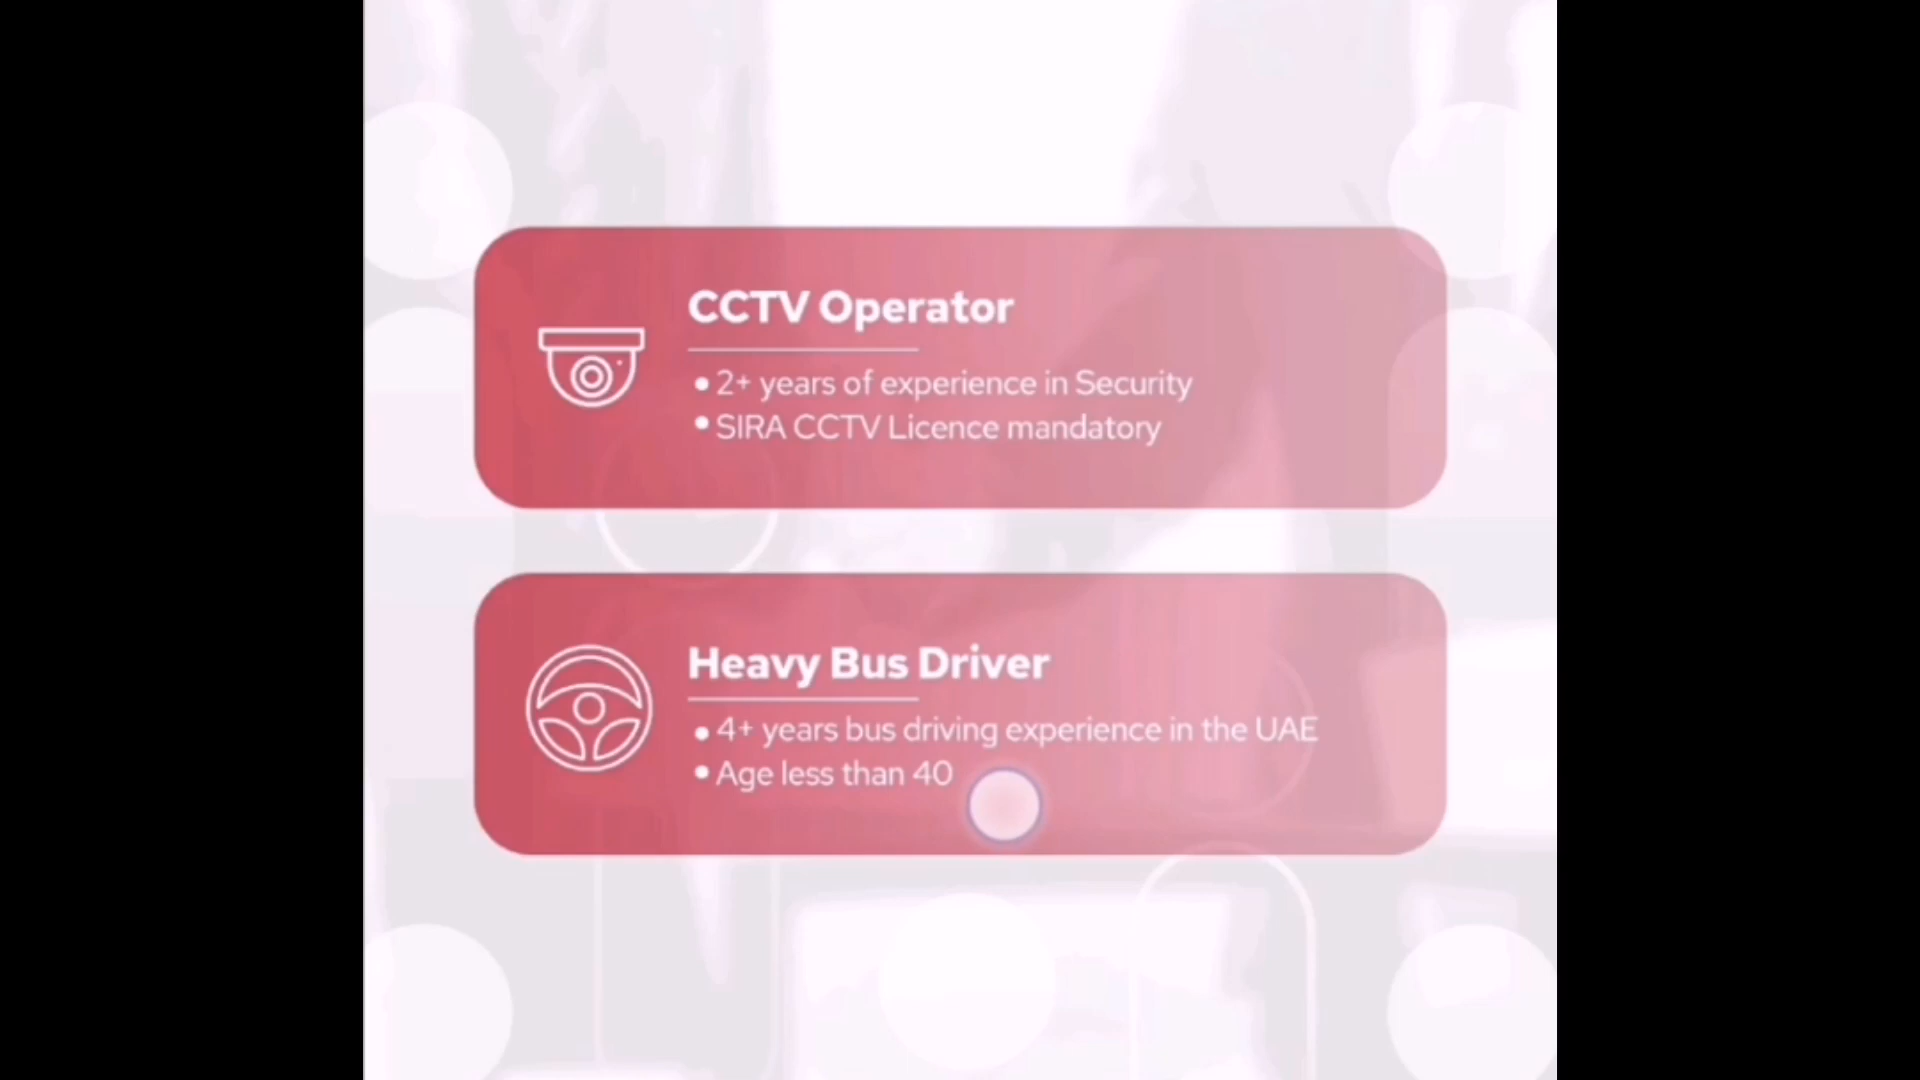 CCTV Operator
• 2+ years of experience in Security
• SIRA CCTV Licence mandatory
Heavy Bus Driver
• 4+ years bus driving experience in the UAE
• Age less than 40